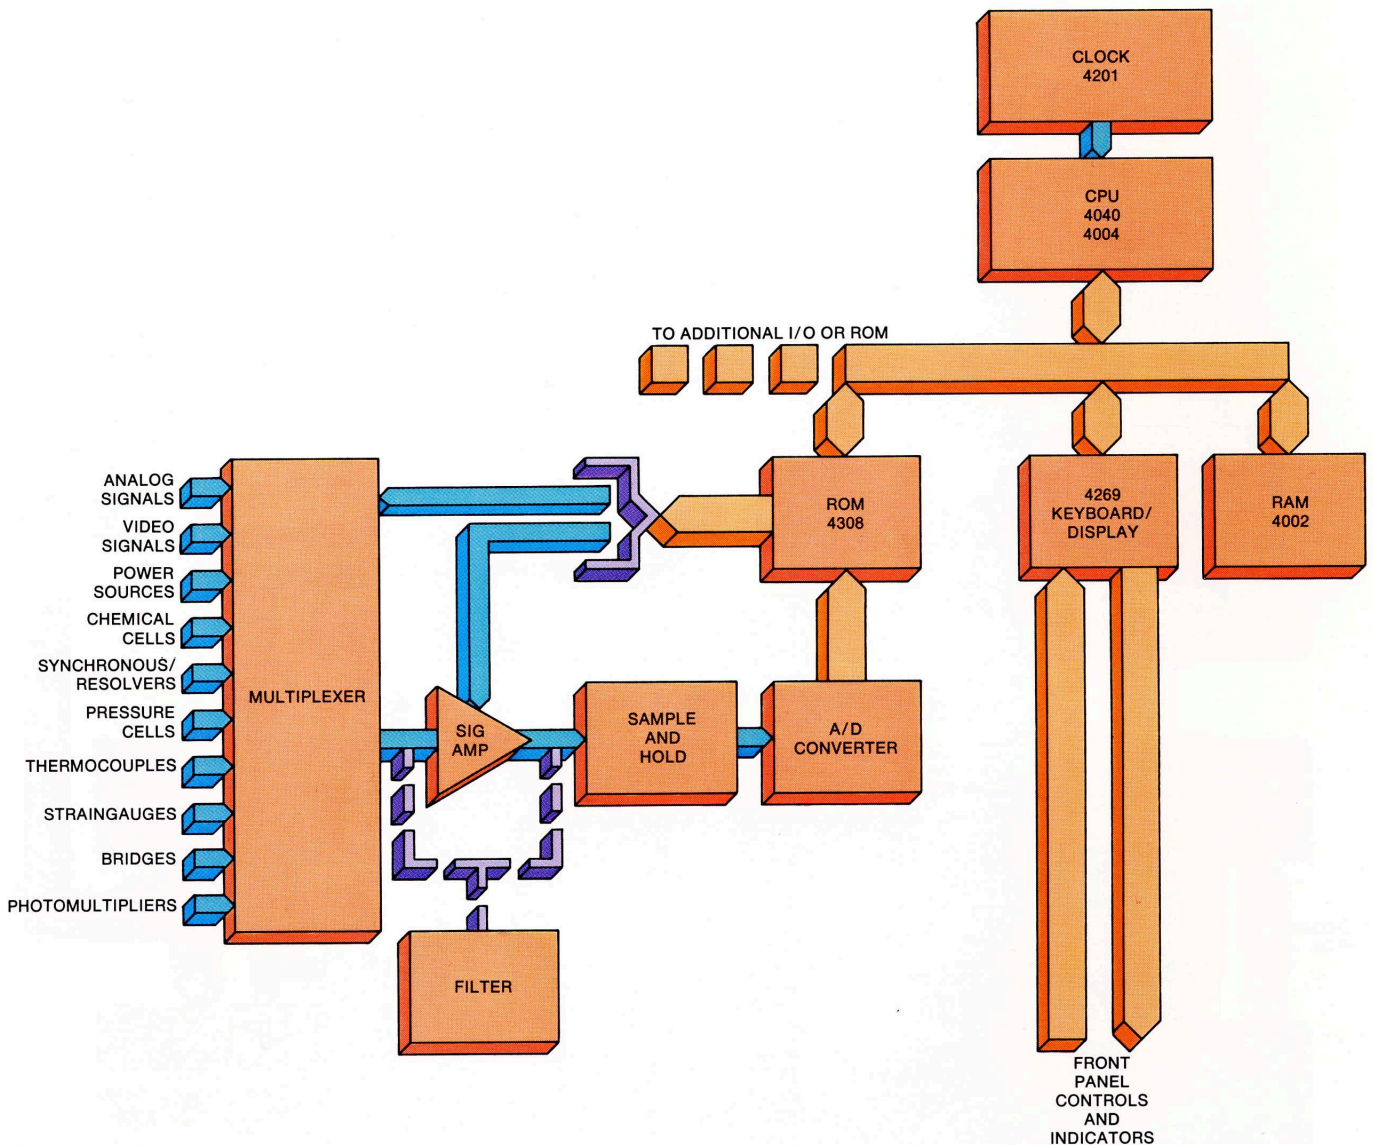 CLOCK
4201
CPU
4040
4004
TO ADDITIONAL I/O OR ROM
ANALOG
SIGNALS
VIDEO
SIGNALS
POWER
SOURCES
CHEMICAL
CELLS
SYNCHRONOUS/
RESOLVERS
PRESSURE
CELLS
THERMOCOUPLES
STRAINGAUGES
BRIDGES
PHOTOMULTIPLIERS
MULTIPLEXER
SIG
AMP
FILTER
SAMPLE
AND
HOLD
A/D
CONVERTER
ROM
4308
4269
KEYBOARD/
DISPLAY
RAM
4002
FRONT
PANEL
CONTROLS
AND
INDICATORS